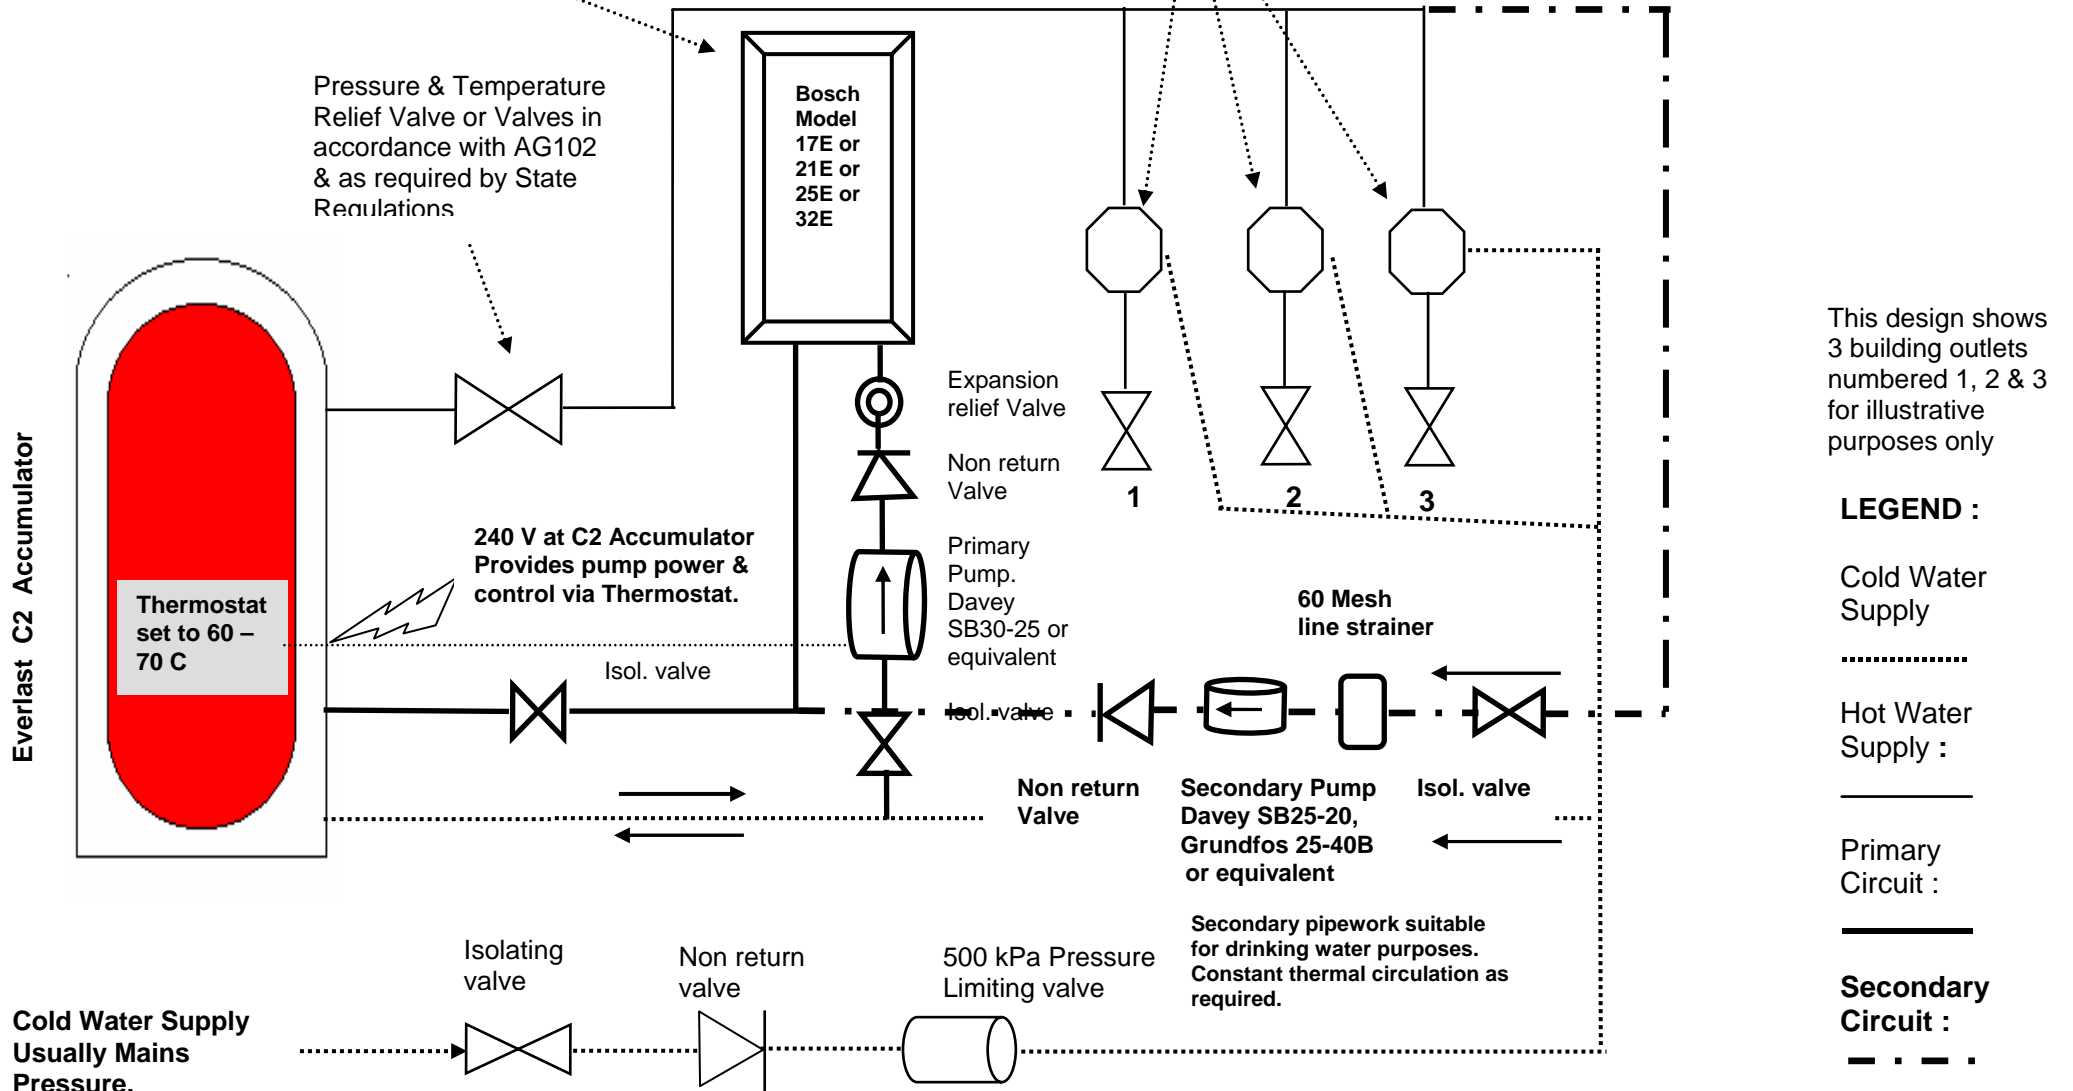 Pressure & Temperature
Relief Valve or Valves in
accordance with AG102
& as required by State
Regulations
Bosch
Model
17E or
21E or
25E or
32E
Expansion
relief Valve
Non return
Valve
1
2
3
This design shows
3 building outlets
numbered 1, 2 & 3
for illustrative
purposes only
LEGEND :
Cold Water
Supply
Hot Water
Supply :
Primary
Circuit :
Secondary
Circuit :
Everlast C2 Accumulator
Thermostat
set to 60 –
70 C
240 V at C2 Accumulator
Provides pump power &
control via Thermostat.
Primary
Pump.
Davey
SB30-25 or
equivalent
60 Mesh
line strainer
Isol. valve
Isol. valve
Non return
Valve
Secondary Pump
Davey SB25-20,
Grundfos 25-40B
or equivalent
Isol. valve
Secondary pipework suitable
for drinking water purposes.
Constant thermal circulation as
required.
Isolating
valve
Non return
valve
500 kPa Pressure
Limiting valve
Cold Water Supply
Usually Mains
Pressure.